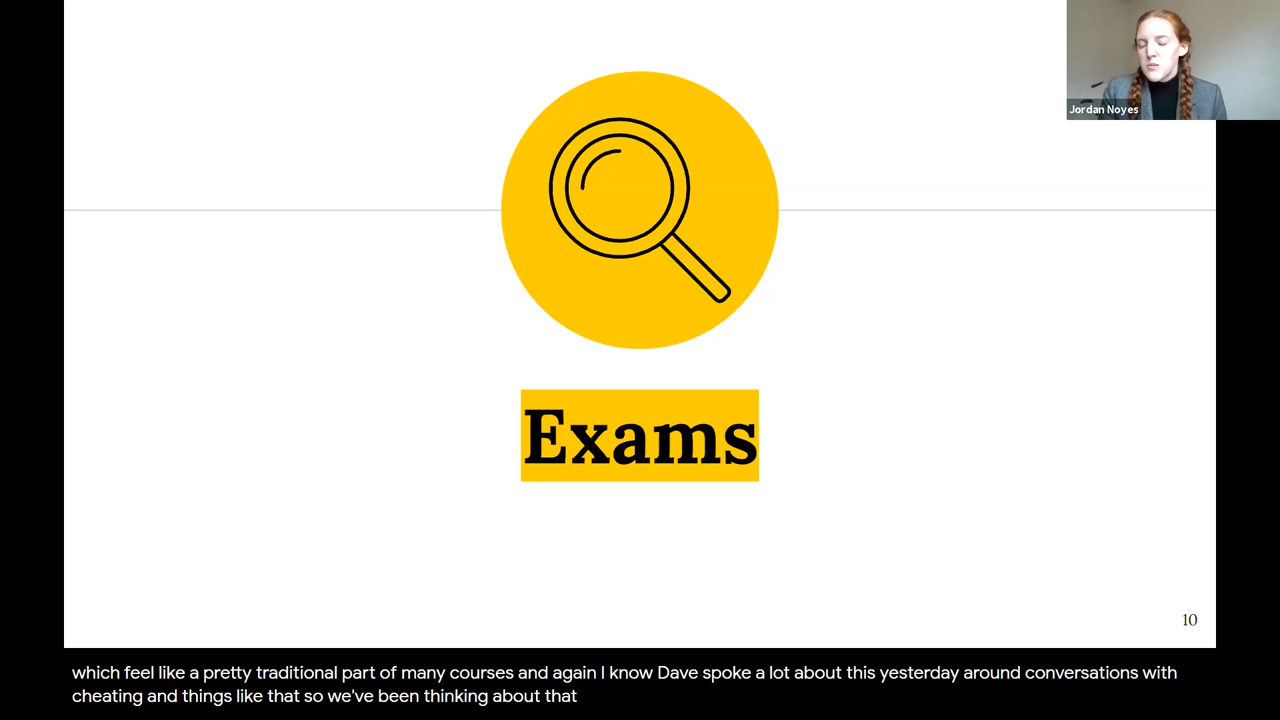 Jordan Noyes
Exams
10
which feel like a pretty traditional part of many courses and again I know Dave spoke a lot about this yesterday around conversations with
cheating and things like that so we've been thinking about that